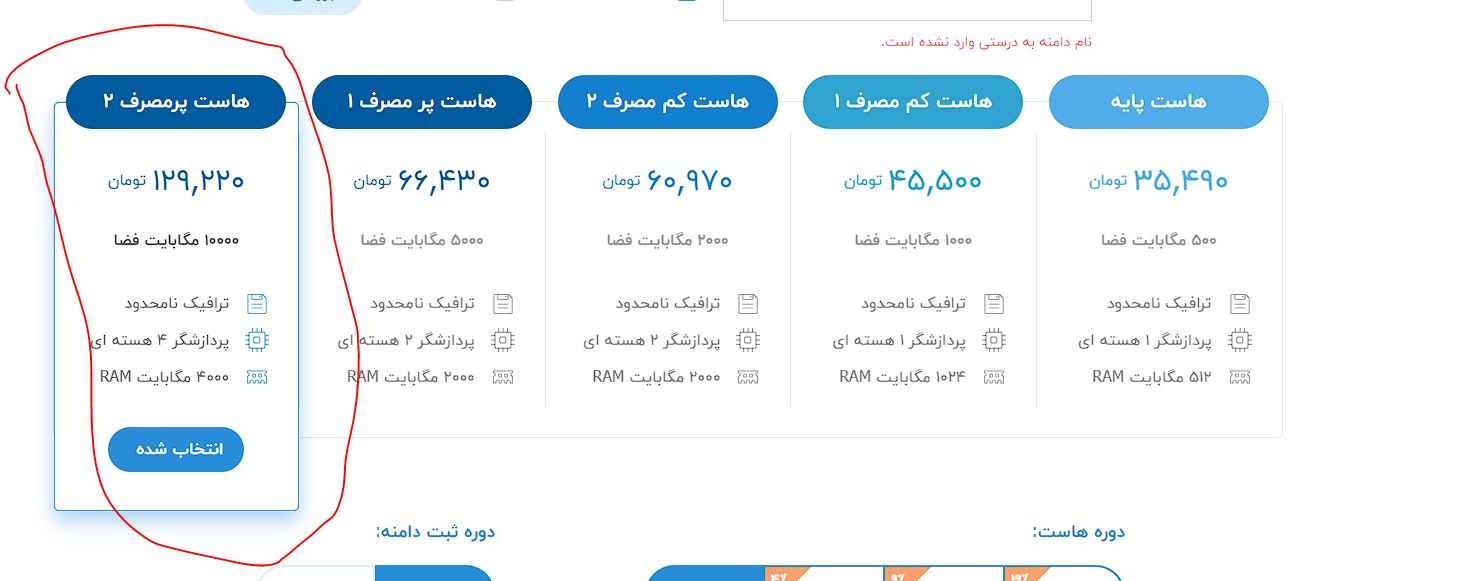 نام دامنه به درستی وارد نشده است.
هاست پایه
۳۵,۴۹۰ تومان
۵۰۰ مگابایت فضا
ترافیک نامحدود
پردازشگر ۱ هسته ای
۵۱۲ مگابایت RAM
هاست کم مصرف ۱
۴۵,۵۰۰ تومان
۱۰۰۰ مگابایت فضا
ترافیک نامحدود
پردازشگر ۱ هسته ای
۱۰۲۴ مگابایت RAM
هاست کم مصرف ۲
۶۰,۹۷۰ تومان
۲۰۰۰ مگابایت فضا
ترافیک نامحدود
پردازشگر ۲ هسته ای
۲۰۰۰ مگابایت RAM
هاست پر مصرف ۱
۶۶,۴۳۰ تومان
۵۰۰۰ مگابایت فضا
ترافیک نامحدود
پردازشگر ۲ هسته ای
۲۰۰۰ مگابایت RAM
هاست پرمصرف ۲
۱۲۹,۲۲۰ تومان
۱۰۰۰۰ مگابایت فضا
ترافیک نامحدود
پردازشگر ۴ هسته ای
۴۰۰۰ مگابایت RAM
انتخاب شده
دوره هاست:
دوره ثبت دامنه: